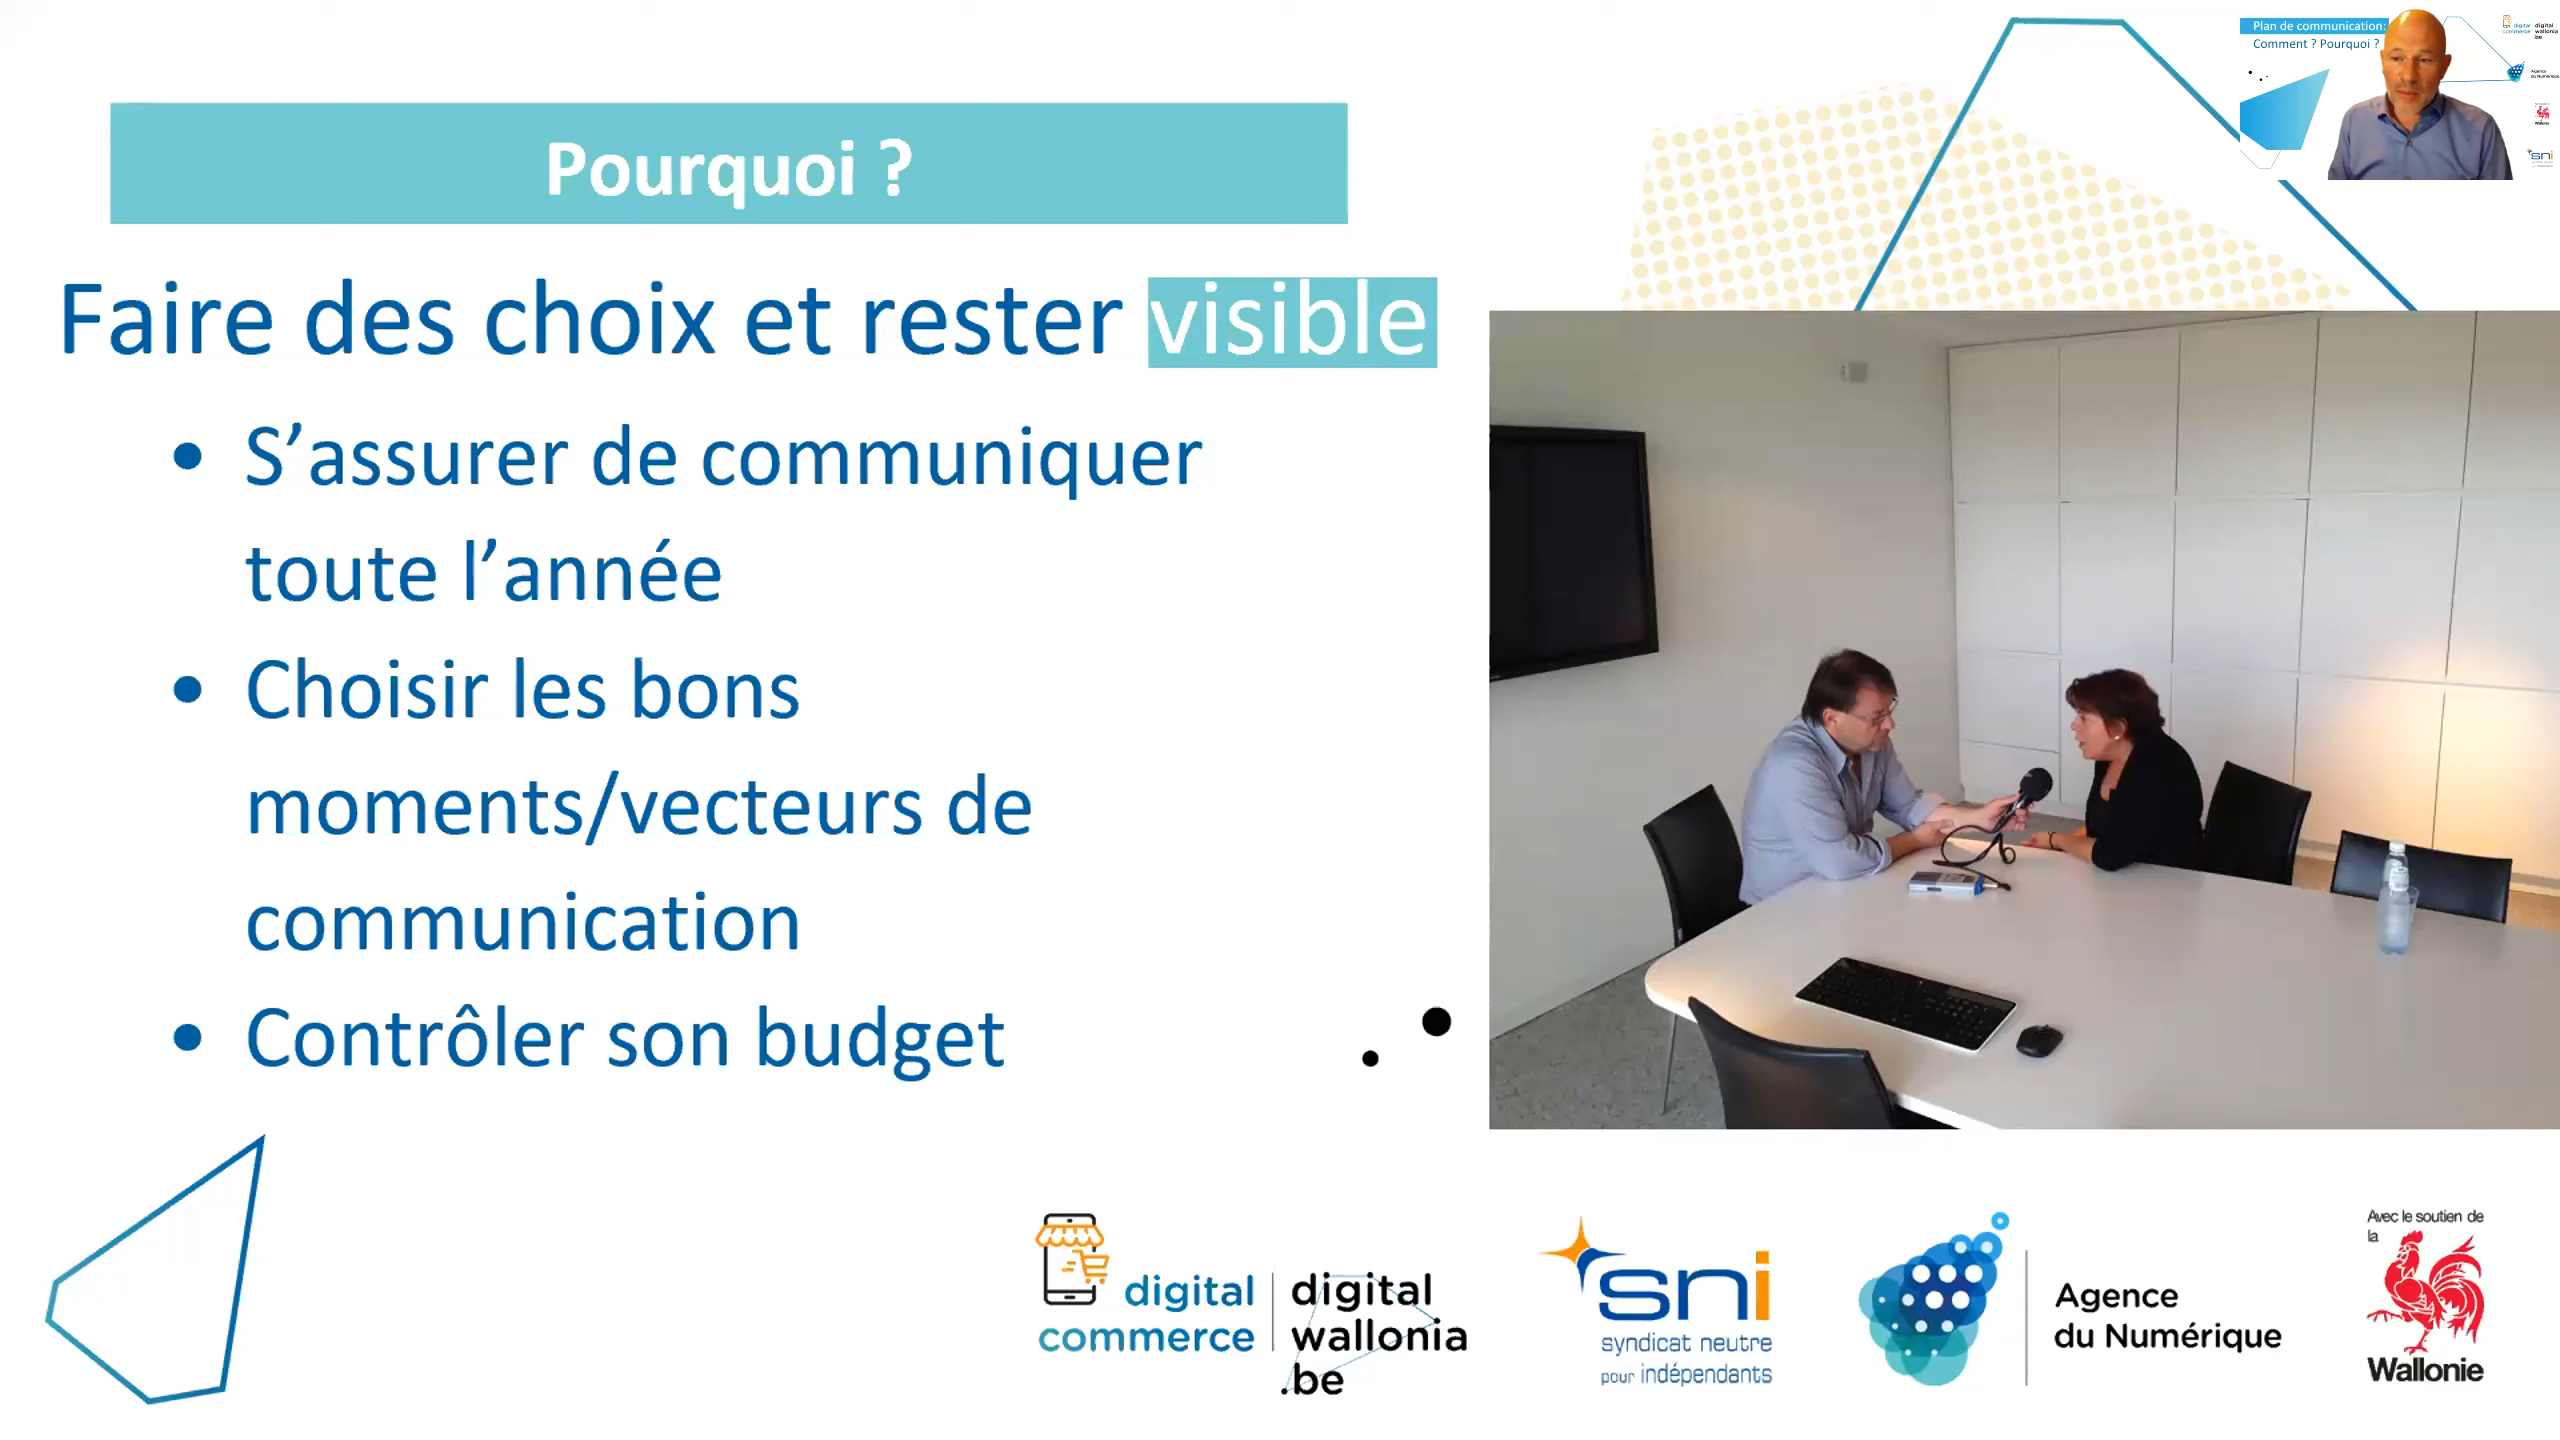 Plan de communication:
Comment ? Pourquoi ?
Pourquoi ?
Faire des choix et rester visible
• S’assurer de communiquer
toute l’année
• Choisir les bons
moments/vecteurs de
communication
• Contrôler son budget
digital
commerce
digital
wallonia
.be
sni
syndicat neutre
pour indépendants
Agence
du Numérique
Avec le soutien de
la
Wallonie